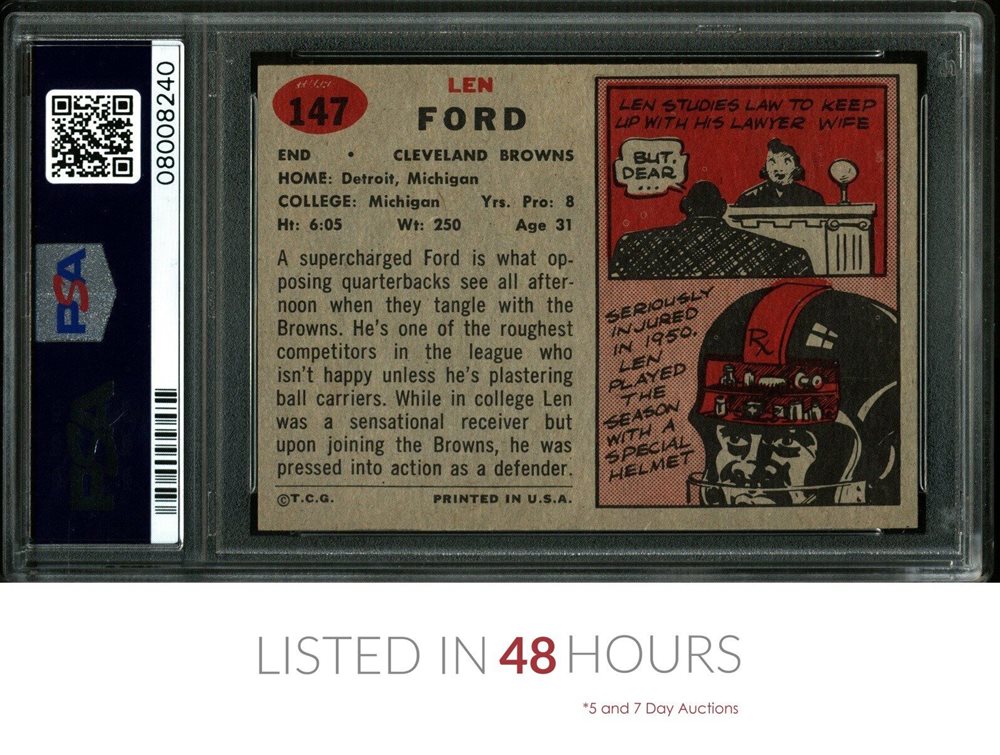 08008240
PSA
PSA
147
LEN
FORD
END • CLEVELAND BROWNS
HOME: Detroit, Michigan
COLLEGE: Michigan Yrs. Pro: 8
Ht: 6:05 Wt: 250 Age 31
A supercharged Ford is what op-
posing quarterbacks see all after-
noon when they tangle with the
Browns. He's one of the roughest
competitors in the league who
isn't happy unless he's plastering
ball carriers. While in college Len
was a sensational receiver but
upon joining the Browns, he was
pressed into action as a defender.
©T.C.G. PRINTED IN U.S.A.
LEN STUDIES LAW TO KEEP
UP WITH HIS LAWYER WIFE
BUT,
DEAR
...
SERIOUSLY
INJURED
IN 1950,
LEN
PLAYED
THE
SEASON
WITH A
SPECIAL
HELMET
Rx
LISTED IN 48 HOURS
*5 and 7 Day Auctions